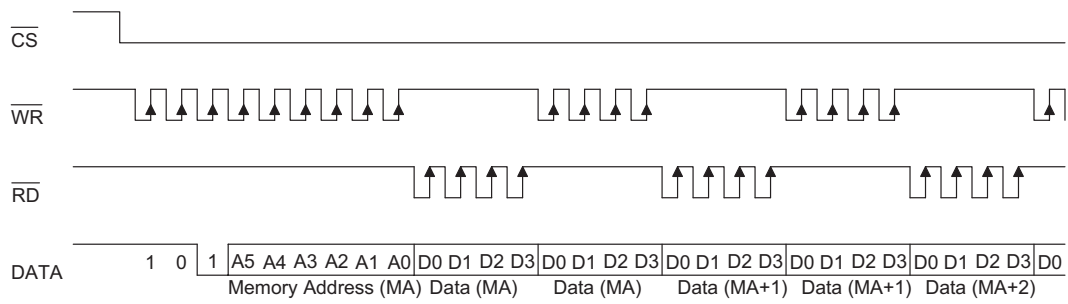 CS
WR
RD
DATA
1 0 1 A5 A4 A3 A2 A1 A0 D0 D1 D2 D3 D0 D1 D2 D3 D0 D1 D2 D3 D0 D1 D2 D3 D0 D1 D2 D3 D0
Memory Address (MA) Data (MA) Data (MA) Data (MA+1) Data (MA+1) Data (MA+2)